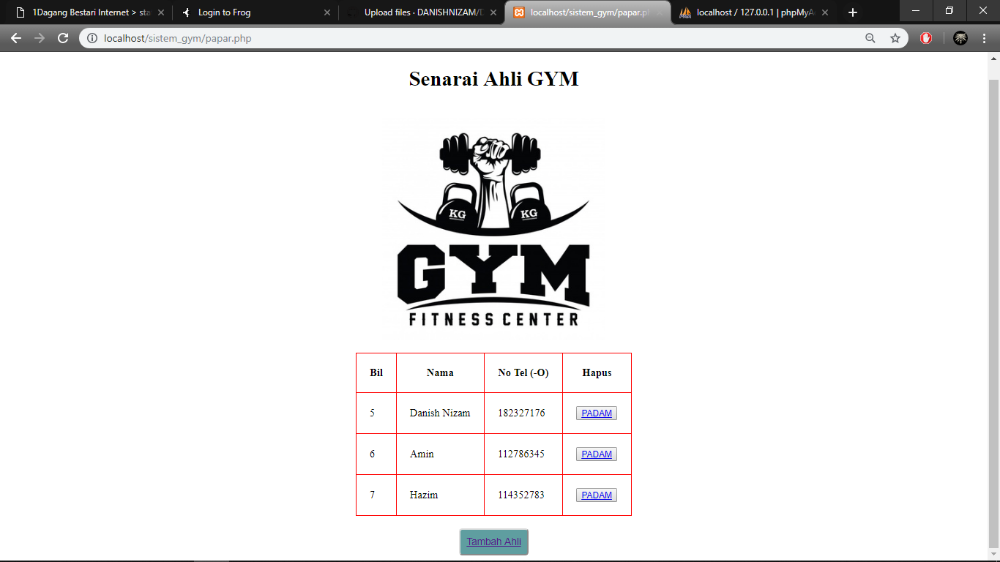 1Dagang Bestari Internet > sta
Login to Frog
Upload files · DANISHNIZAM/D
localhost/sistem_gym/papar.p
localhost / 127.0.0.1 | phpMyA
localhost/sistem_gym/papar.php
Senarai Ahli GYM
KG KG
GYM
FITNESS CENTER
Bil Nama No Tel (-O) Hapus
5 Danish Nizam 182327176 PADAM
6 Amin 112786345 PADAM
7 Hazim 114352783 PADAM
Tambah Ahli